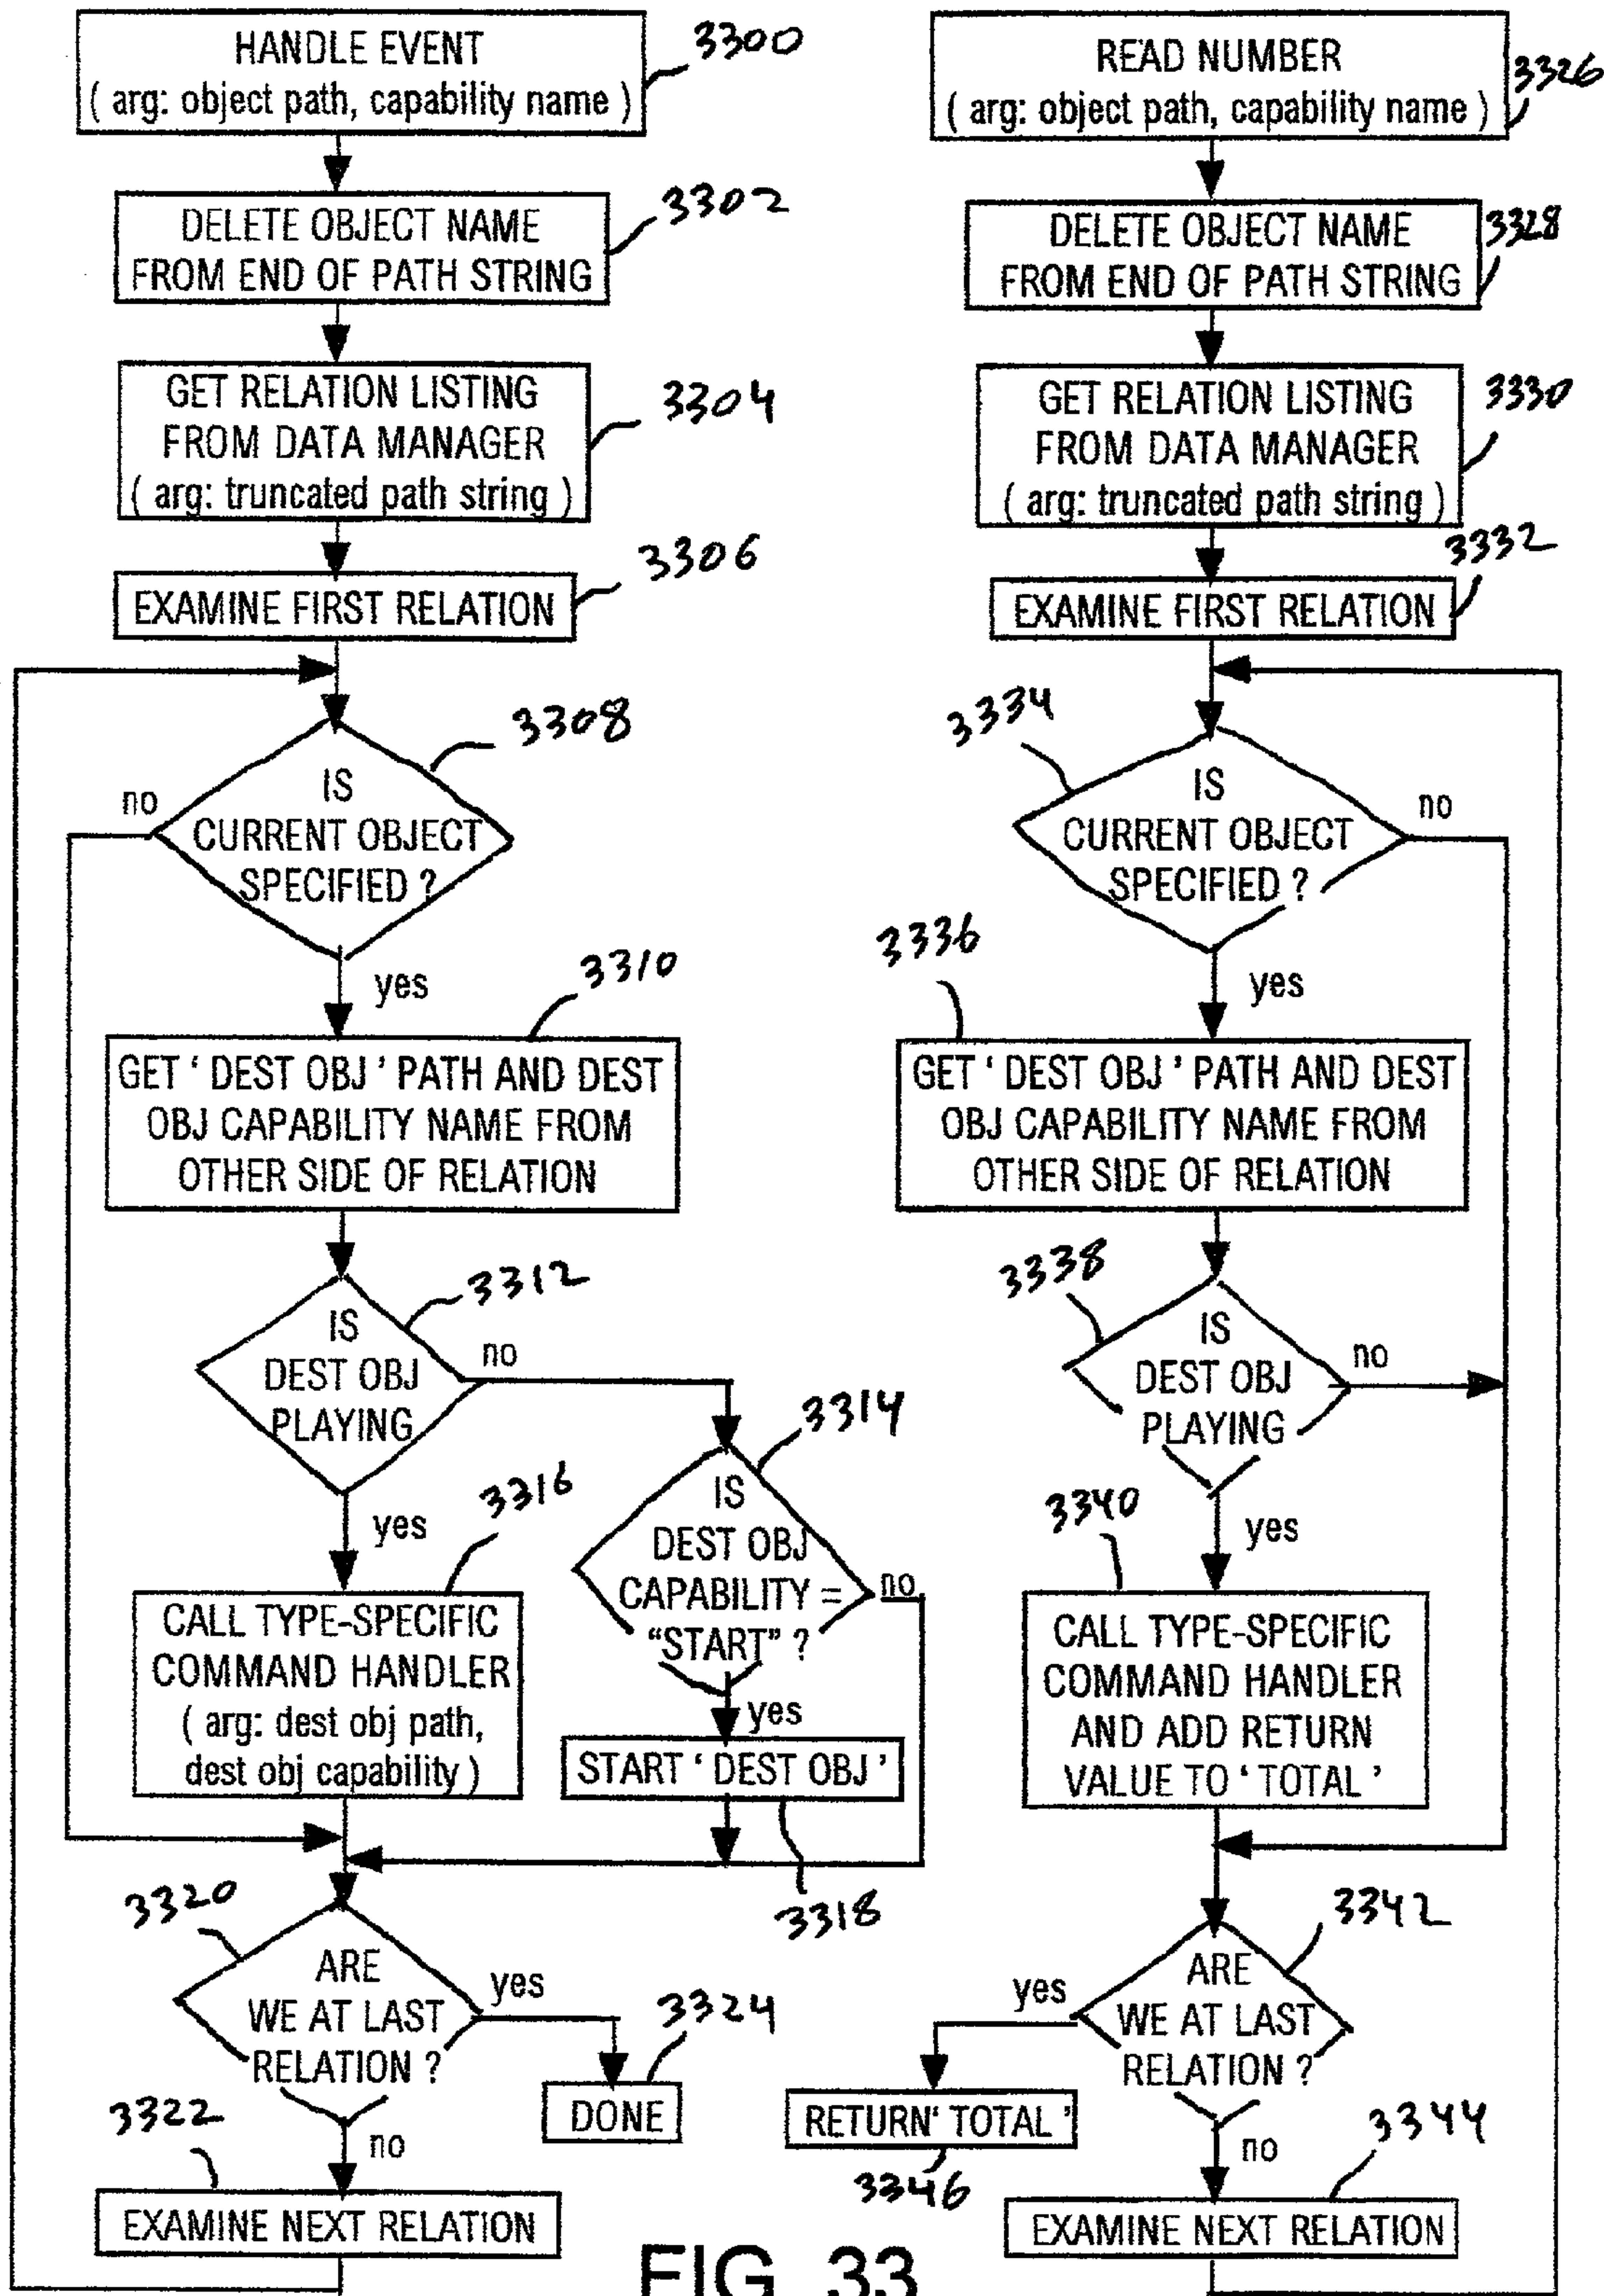 HANDLE EVENT
( arg: object path, capability name )
3300
DELETE OBJECT NAME
FROM END OF PATH STRING
3302
GET RELATION LISTING
FROM DATA MANAGER
( arg: truncated path string )
3304
EXAMINE FIRST RELATION
3306
IS
CURRENT OBJECT
SPECIFIED ?
3308
no
yes
GET ‘ DEST OBJ ’ PATH AND DEST
OBJ CAPABILITY NAME FROM
OTHER SIDE OF RELATION
3310
IS
DEST OBJ
PLAYING
3312
no
yes
IS
DEST OBJ
CAPABILITY =
“START” ?
3314
no
yes
CALL TYPE-SPECIFIC
COMMAND HANDLER
( arg: dest obj path,
dest obj capability )
3316
START ‘ DEST OBJ ’
3318
ARE
WE AT LAST
RELATION ?
3320
yes
no
DONE
3324
EXAMINE NEXT RELATION
3322
READ NUMBER
( arg: object path, capability name )
3326
DELETE OBJECT NAME
FROM END OF PATH STRING
3328
GET RELATION LISTING
FROM DATA MANAGER
( arg: truncated path string )
3330
EXAMINE FIRST RELATION
3332
IS
CURRENT OBJECT
SPECIFIED ?
3334
no
yes
GET ‘ DEST OBJ ’ PATH AND DEST
OBJ CAPABILITY NAME FROM
OTHER SIDE OF RELATION
3336
IS
DEST OBJ
PLAYING
3338
no
yes
CALL TYPE-SPECIFIC
COMMAND HANDLER
AND ADD RETURN
VALUE TO ‘ TOTAL ’
3340
ARE
WE AT LAST
RELATION ?
3342
yes
no
RETURN‘ TOTAL ’
3346
EXAMINE NEXT RELATION
3344
FIG. 33